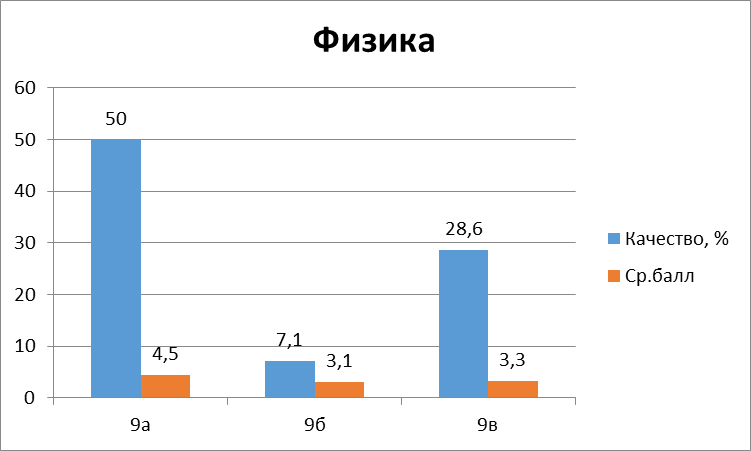 Физика
60
50
40
30
20
10
0
50
4,5
7,1
3,1
28,6
3,3
9а
9б
9в
Качество, %
Ср.балл